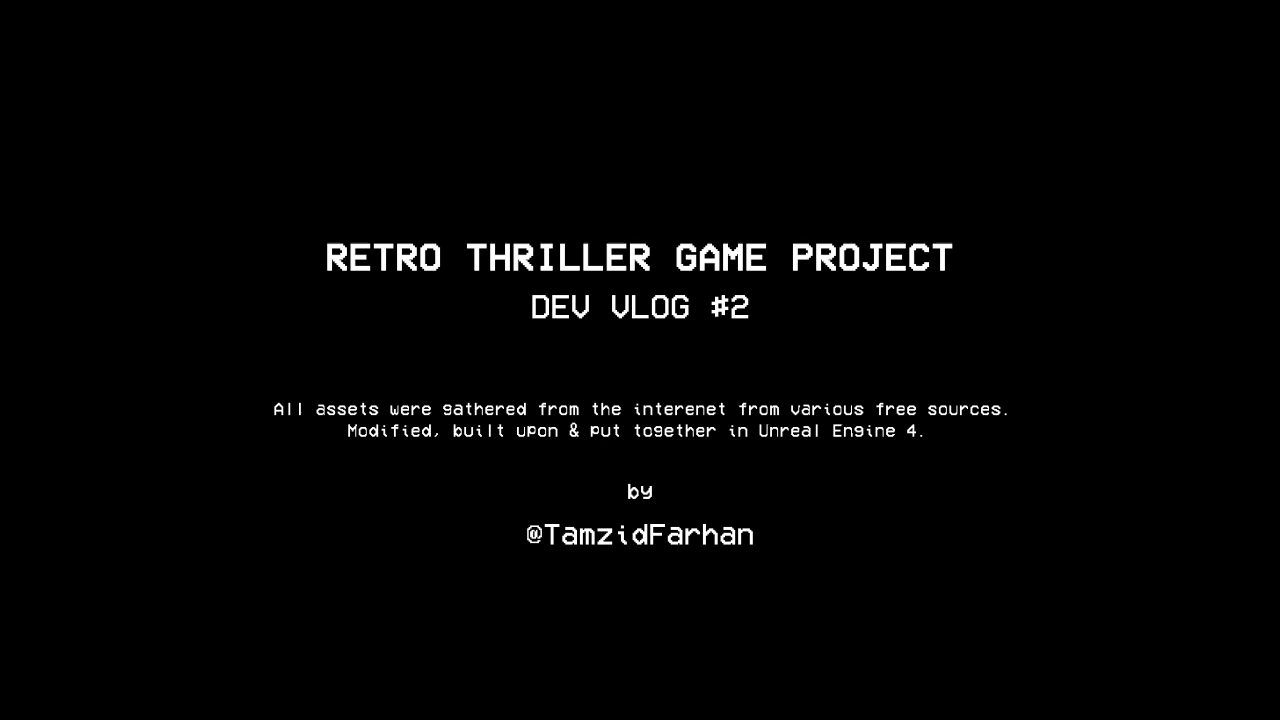 RETRO THRILLER GAME PROJECT
DEV VLOG #2
All assets were gathered from the interenet from various free sources.
Modified, built upon & put together in Unreal Engine 4.
by
@TamzidFarhan